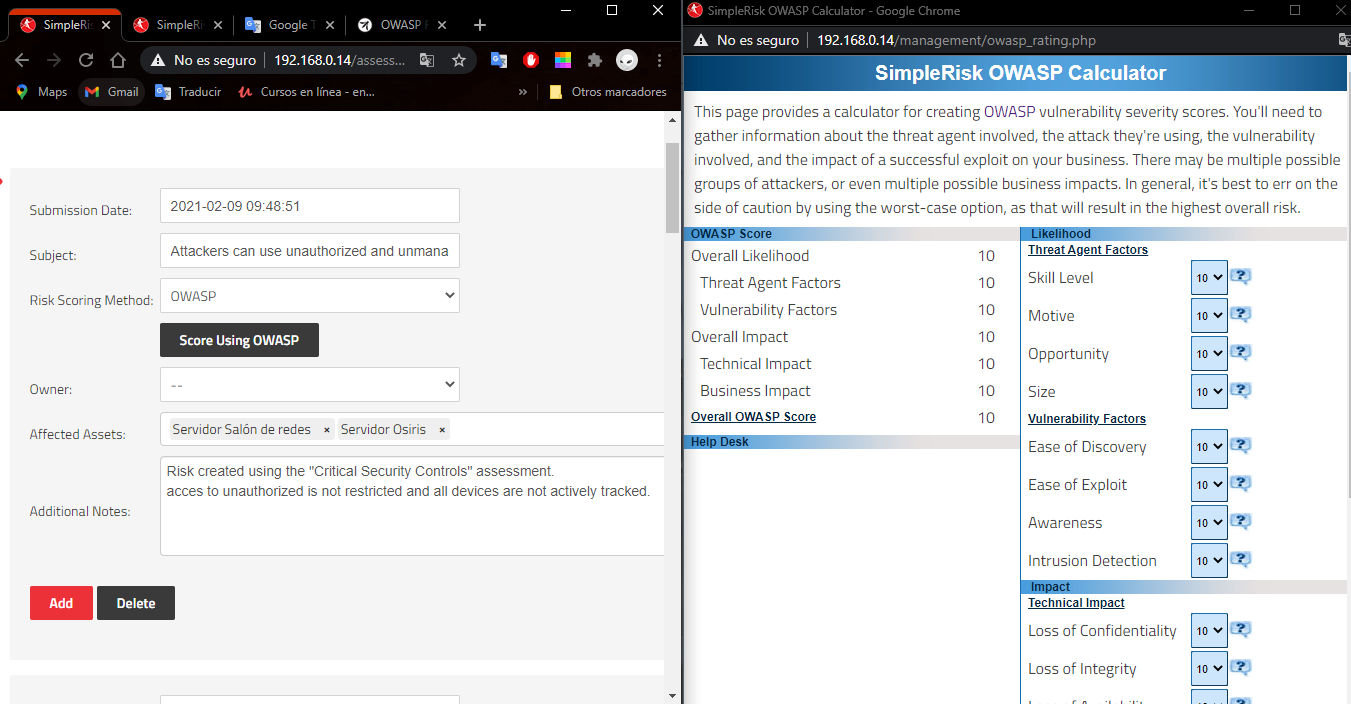 SimpleRis
SimpleRi
Google T
OWASP F
No es seguro
192.168.0.14/assess...
Maps
Gmail
Traducir
Cursos en línea - en...
»
Otros marcadores
Submission Date:
2021-02-09 09:48:51
Subject:
Attackers can use unauthorized and unmana
Risk Scoring Method:
OWASP
Score Using OWASP
Owner:
--
Affected Assets:
Servidor Salón de redes ×
Servidor Osiris ×
Additional Notes:
Risk created using the "Critical Security Controls" assessment.
acces to unauthorized is not restricted and all devices are not actively tracked.
Add
Delete
SimpleRisk OWASP Calculator - Google Chrome
No es seguro
192.168.0.14/management/owasp_rating.php
SimpleRisk OWASP Calculator
This page provides a calculator for creating OWASP vulnerability severity scores. You'll need to
gather information about the threat agent involved, the attack they're using, the vulnerability
involved, and the impact of a successful exploit on your business. There may be multiple possible
groups of attackers, or even multiple possible business impacts. In general, it's best to err on the
side of caution by using the worst-case option, as that will result in the highest overall risk.
OWASP Score
Overall Likelihood 10
Threat Agent Factors 10
Vulnerability Factors 10
Overall Impact 10
Technical Impact 10
Business Impact 10
Overall OWASP Score 10
Help Desk
Likelihood
Threat Agent Factors
Skill Level 10 ?
Motive 10 ?
Opportunity 10 ?
Size 10 ?
Vulnerability Factors
Ease of Discovery 10 ?
Ease of Exploit 10 ?
Awareness 10 ?
Intrusion Detection 10 ?
Impact
Technical Impact
Loss of Confidentiality 10 ?
Loss of Integrity 10 ?
Loss of Availability 10 ?